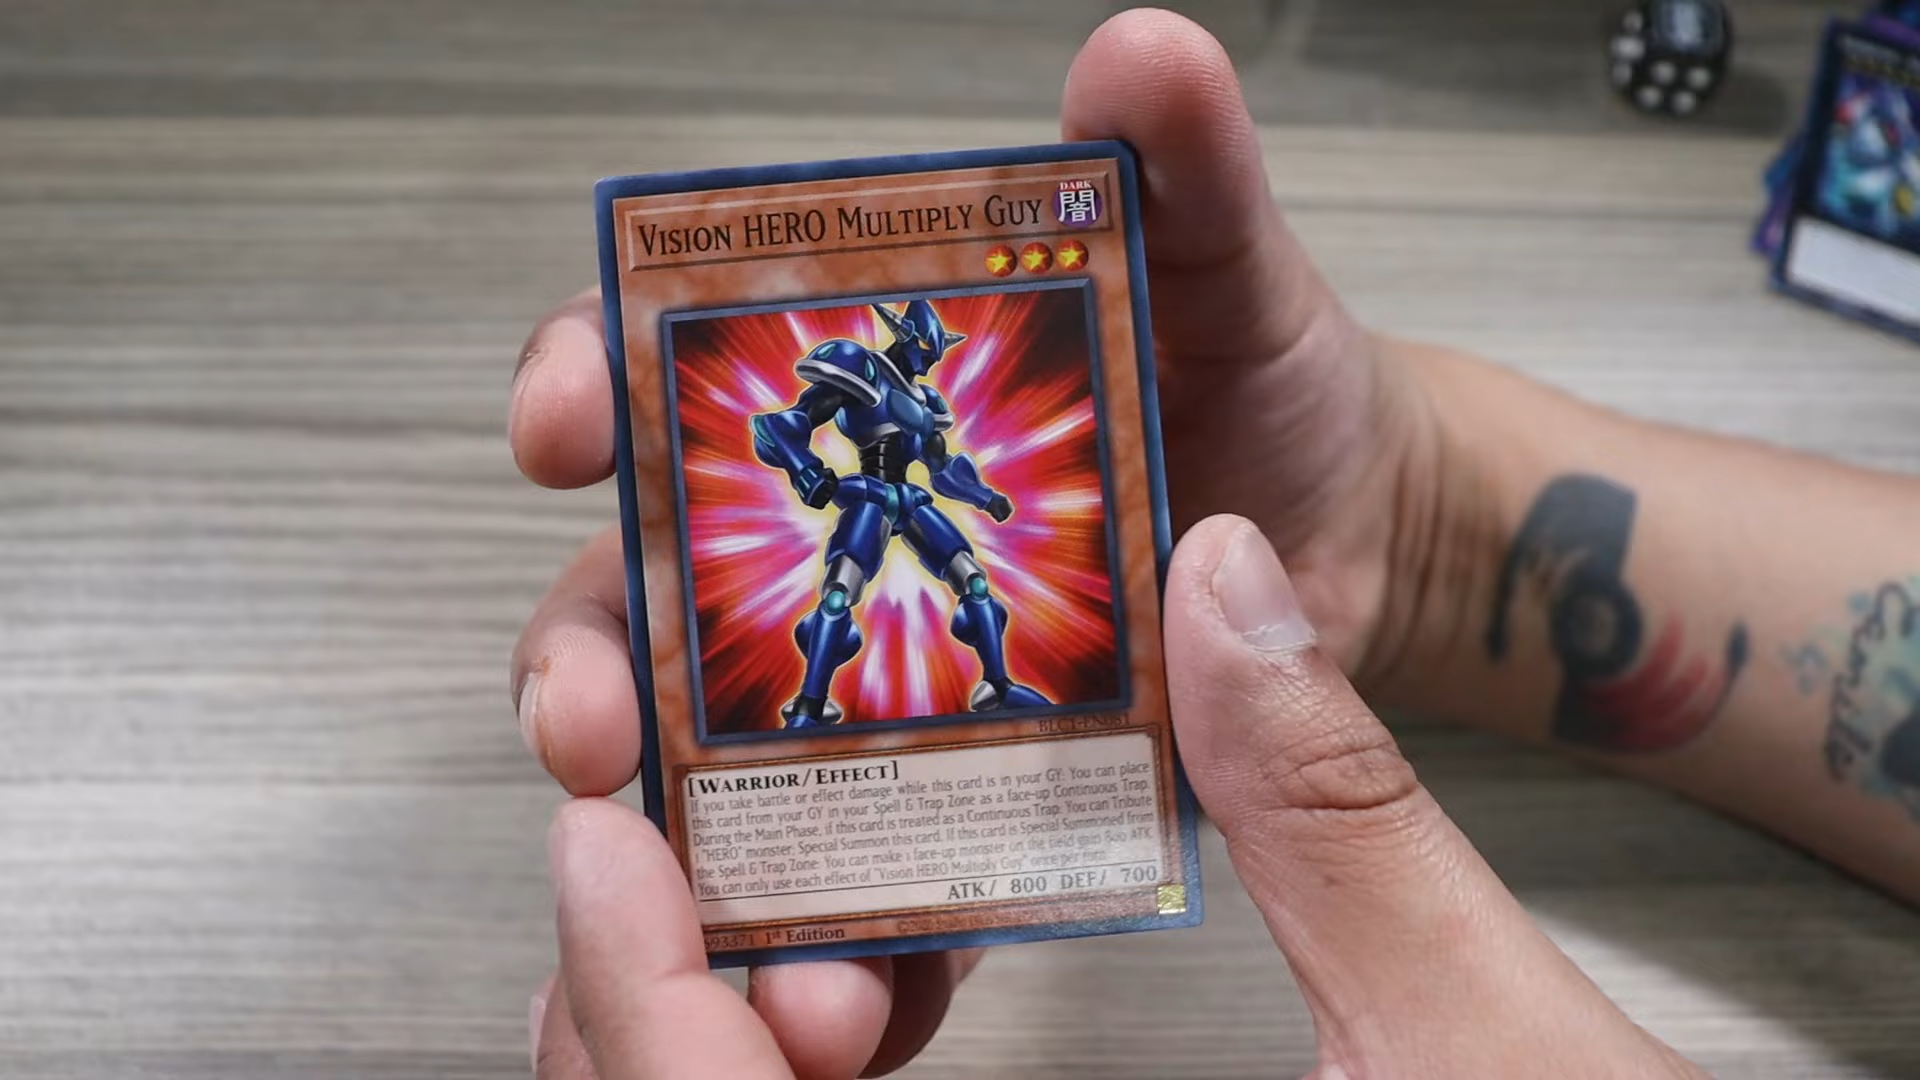 Vision HERO Multiply Guy
DARK
闇
BLC1-EN081
[Warrior/Effect]
If you take battle or effect damage while this card is in your GY: You can place
this card from your GY in your Spell & Trap Zone as a face-up Continuous Trap.
During the Main Phase, if this card is treated as a Continuous Trap: You can Tribute
1 "HERO" monster; Special Summon this card. If this card is Special Summoned from
the Spell & Trap Zone: You can make 1 face-up monster on the field gain 800 ATK.
You can only use each effect of "Vision HERO Multiply Guy" once per turn.
ATK/ 800 DEF/ 700
93371 1st Edition